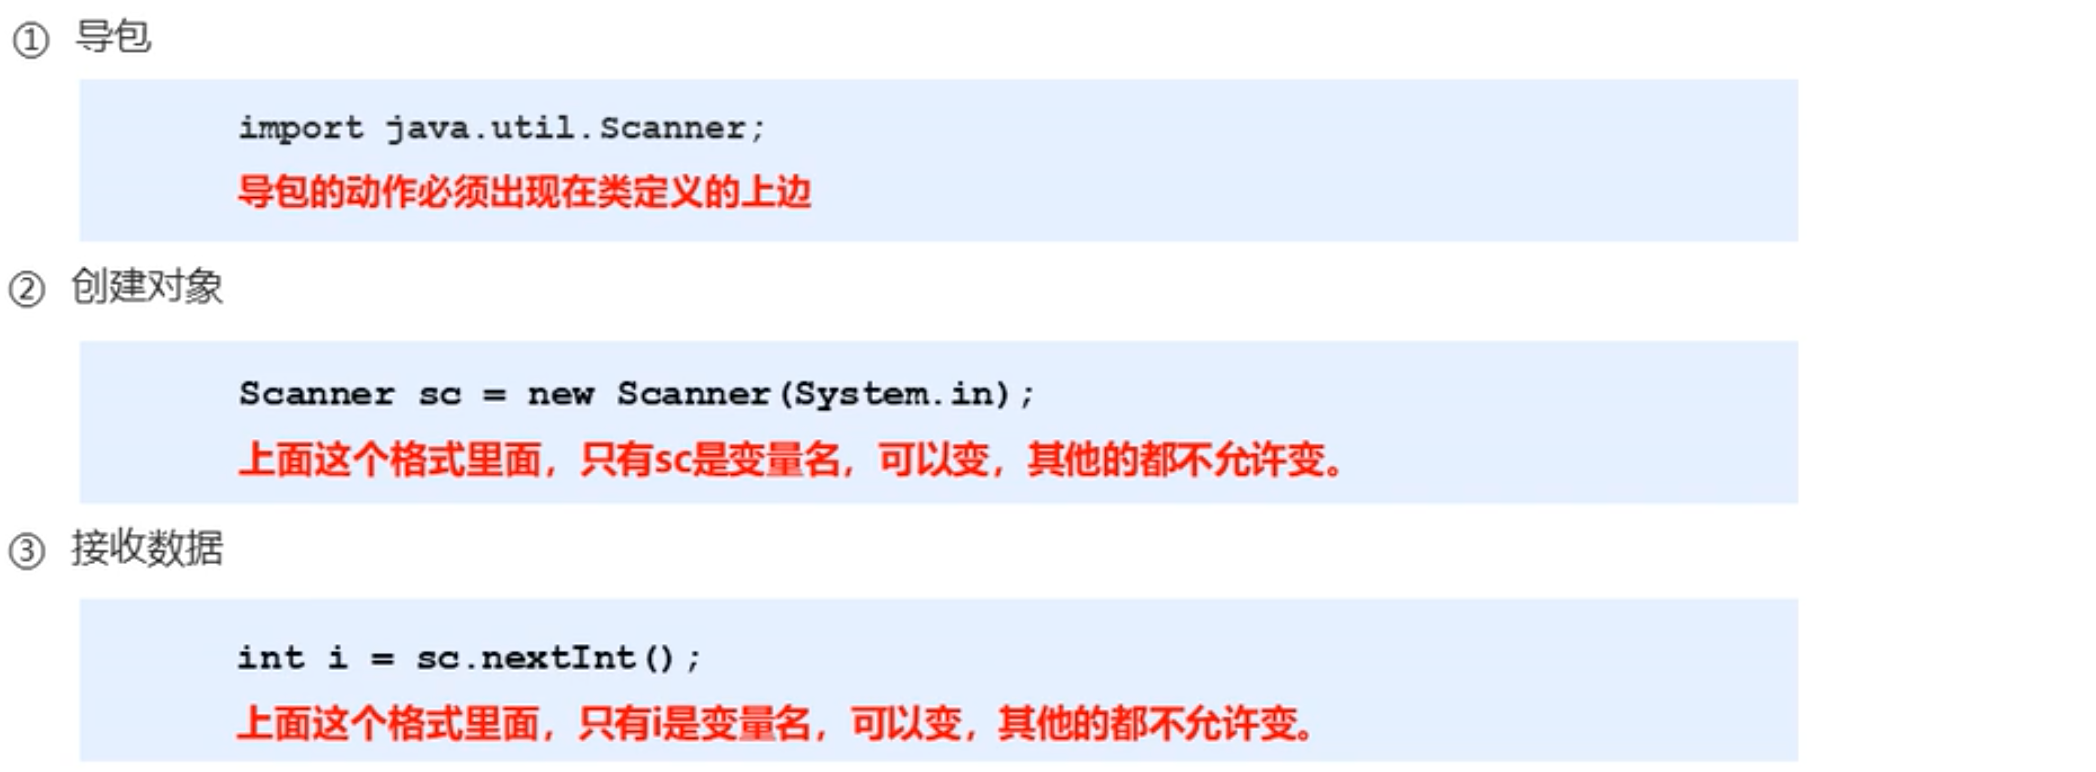 ① 导包
import java.util.Scanner;
导包的动作必须出现在类定义的上边
② 创建对象
Scanner sc = new Scanner(System.in);
上面这个格式里面，只有sc是变量名，可以变，其他的都不允许变。
③ 接收数据
int i = sc.nextInt();
上面这个格式里面，只有i是变量名，可以变，其他的都不允许变。